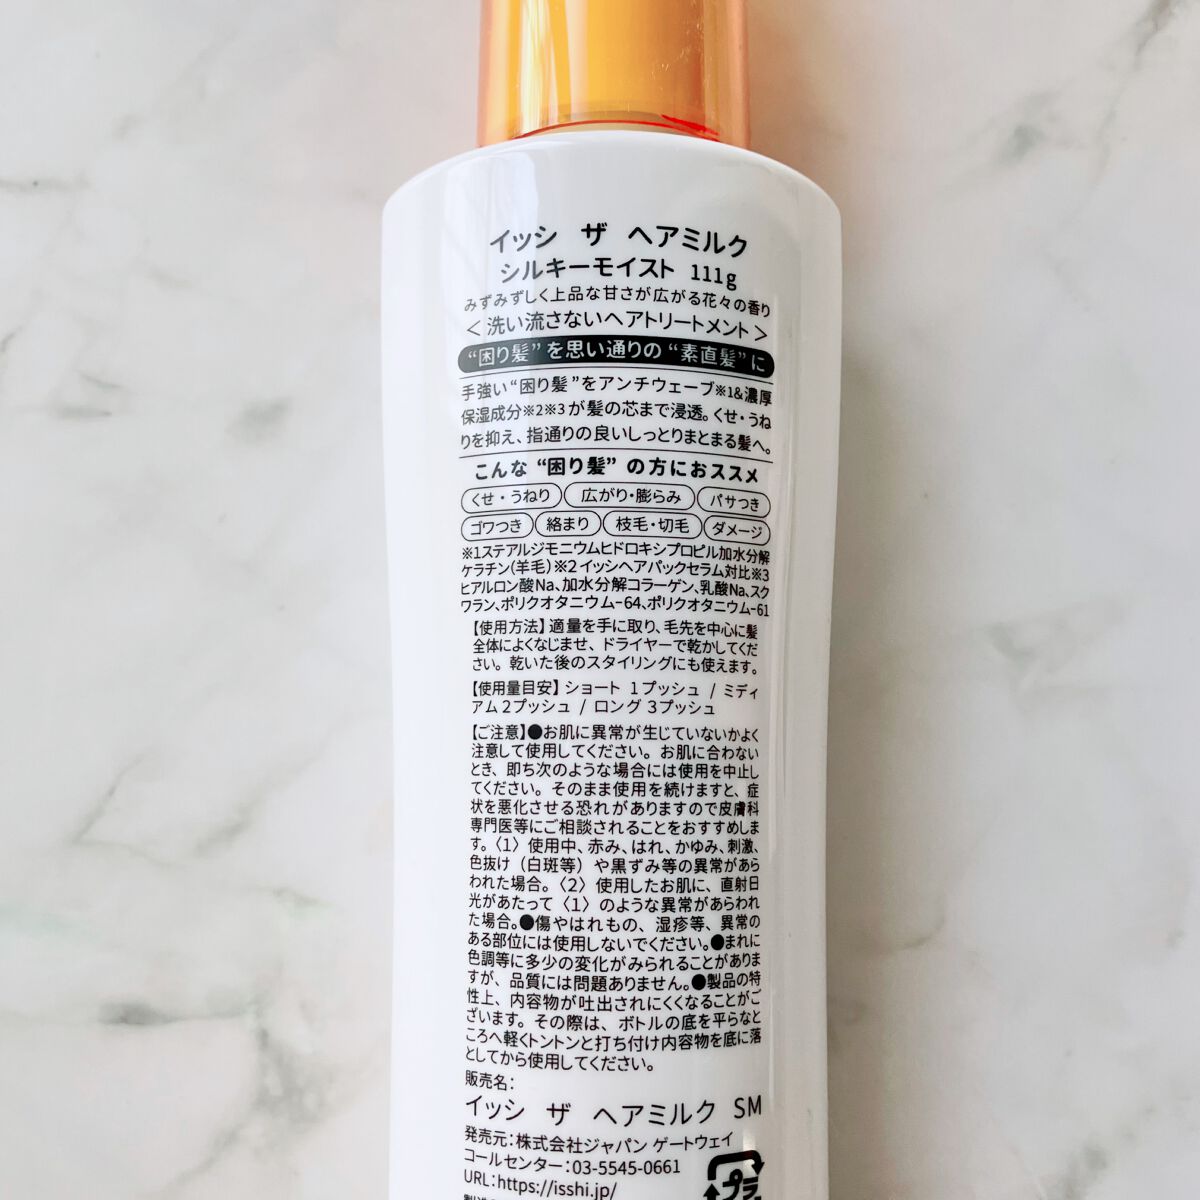 イッシ ザ ヘアミルク
シルキーモイスト 111g
みずみずしく上品な甘さが広がる花々の香り
＜洗い流さないヘアトリートメント＞
“困り髪”を思い通りの“素直髪”に
手強い“困り髪”をアンチウェーブ※1&濃厚
保湿成分※2※3が髪の芯まで浸透。くせ・うね
りを抑え、指通りの良いしっとりまとまる髪へ。
こんな“困り髪”の方におススメ
くせ・うねり 広がり・膨らみ パサつき
ゴワつき 絡まり 枝毛・切毛 ダメージ
※1ステアルジモニウムヒドロキシプロピル加水分解
ケラチン(羊毛)※2イッシヘアパックセラム対比※3
ヒアルロン酸Na、加水分解コラーゲン、乳酸Na、スク
ワラン、ポリクオタニウム-64、ポリクオタニウム-61
【使用方法】適量を手に取り、毛先を中心に髪
全体によくなじませ、ドライヤーで乾かしてくだ
さい。乾いた後のスタイリングにも使えます。
【使用量目安】ショート 1プッシュ / ミディ
アム2プッシュ / ロング 3プッシュ
【ご注意】●お肌に異常が生じていないかよく
注意して使用してください。お肌に合わない
とき、即ち次のような場合には使用を中止し
てください。そのまま使用を続けますと、症
状を悪化させる恐れがありますので皮膚科
専門医等にご相談されることをおすすめしま
す。〈1〉使用中、赤み、はれ、かゆみ、刺激、
色抜け（白斑等）や黒ずみ等の異常があら
われた場合。〈2〉使用したお肌に、直射日
光があたって〈1〉のような異常があらわれ
た場合。●傷やはれもの、湿疹等、異常の
ある部位には使用しないでください。●まれに
色調等に多少の変化がみられることがありま
すが、品質には問題ありません。●製品の特
性上、内容物が吐出されにくくなることがご
ざいます。その際は、ボトルの底を平らなと
ころへ軽くトントンと打ち付け内容物を底に落
としてから使用してください。
販売名：
イッシ ザ ヘアミルク SM
発売元：株式会社ジャパン ゲートウェイ
コールセンター：03-5545-0661
URL：https://isshi.jp/
プラ